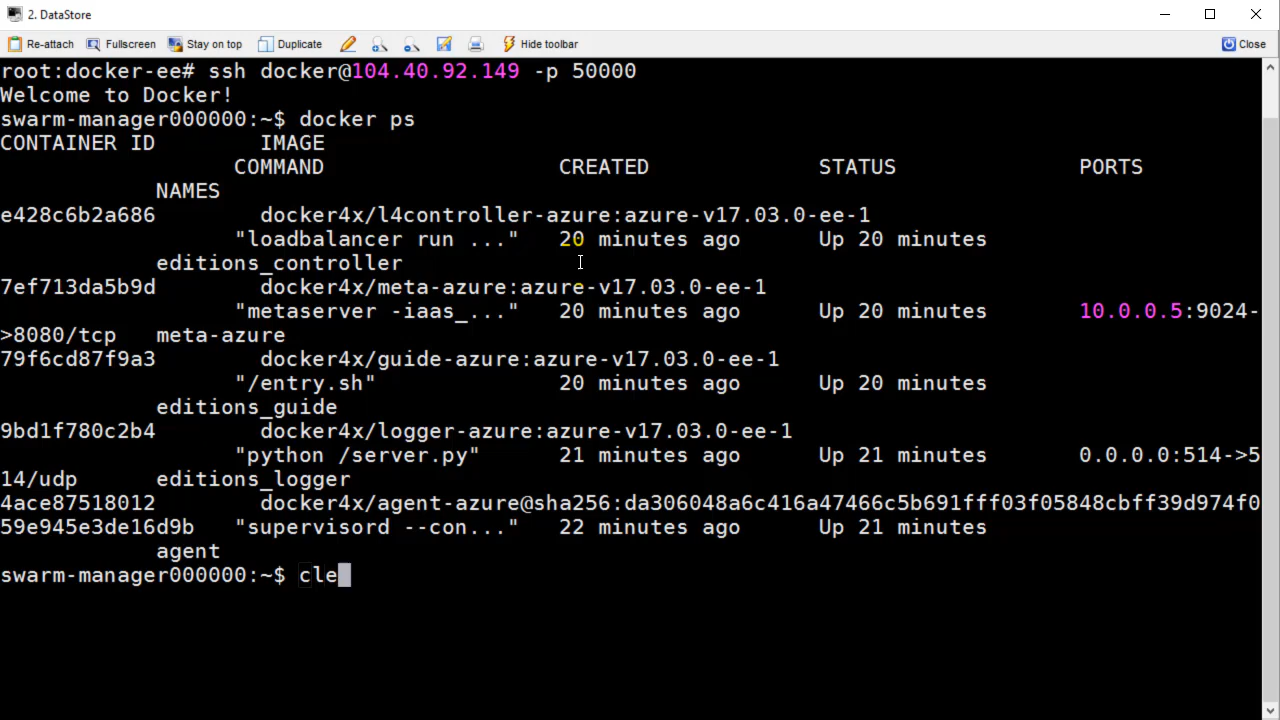 2. DataStore
Re-attach Fullscreen Stay on top Duplicate Hide toolbar Close
root:docker-ee# ssh docker@104.40.92.149 -p 50000
Welcome to Docker!
swarm-manager000000:~$ docker ps
CONTAINER ID IMAGE
COMMAND CREATED STATUS PORTS
NAMES
e428c6b2a686 docker4x/l4controller-azure:azure-v17.03.0-ee-1
"loadbalancer run ..." 20 minutes ago Up 20 minutes
editions_controller
7ef713da5b9d docker4x/meta-azure:azure-v17.03.0-ee-1
"metaserver -iaas_..." 20 minutes ago Up 20 minutes 10.0.0.5:9024-
>8080/tcp meta-azure
79f6cd87f9a3 docker4x/guide-azure:azure-v17.03.0-ee-1
"/entry.sh" 20 minutes ago Up 20 minutes
editions_guide
9bd1f780c2b4 docker4x/logger-azure:azure-v17.03.0-ee-1
"python /server.py" 21 minutes ago Up 21 minutes 0.0.0.0:514->5
14/udp editions_logger
4ace87518012 docker4x/agent-azure@sha256:da306048a6c416a47466c5b691fff03f05848cbff39d974f0
59e945e3de16d9b "supervisord --con..." 22 minutes ago Up 21 minutes
agent
swarm-manager000000:~$ cle